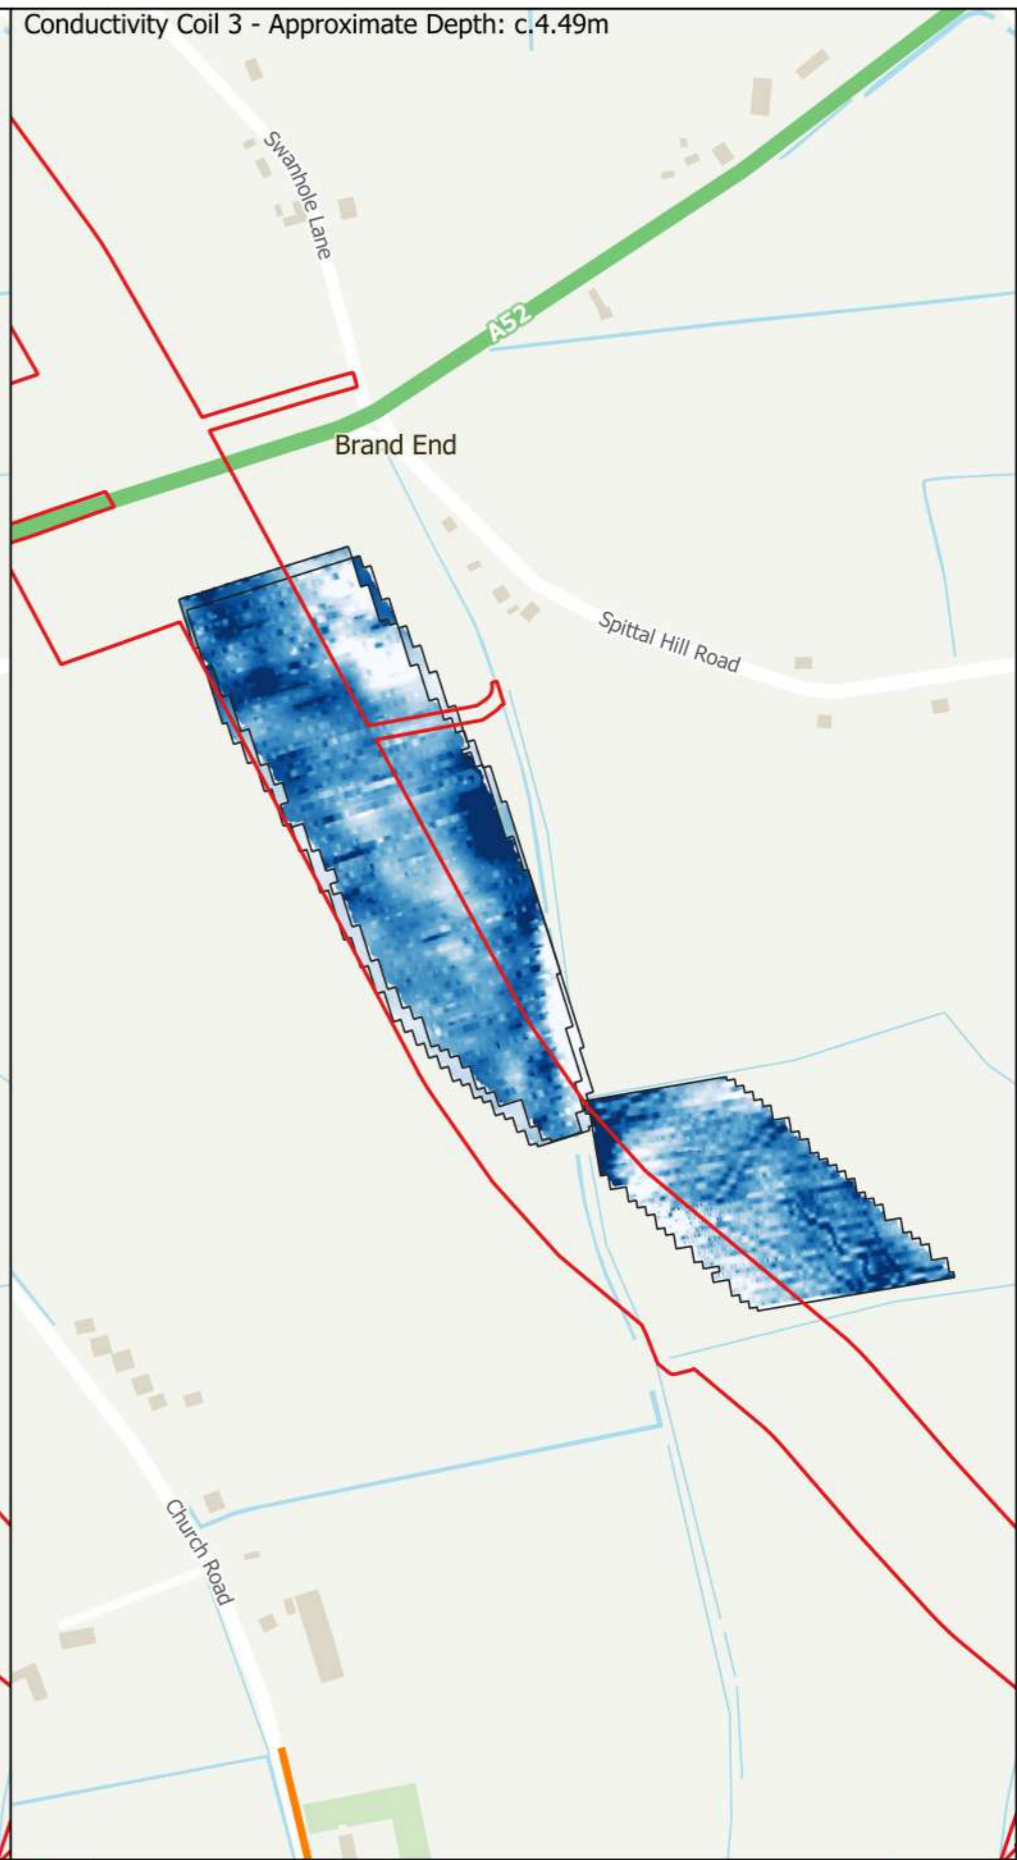 Conductivity Coil 3 - Approximate Depth: c.4.49m
Swanhole Lane
A52
Brand End
Spittal Hill Road
Church Road